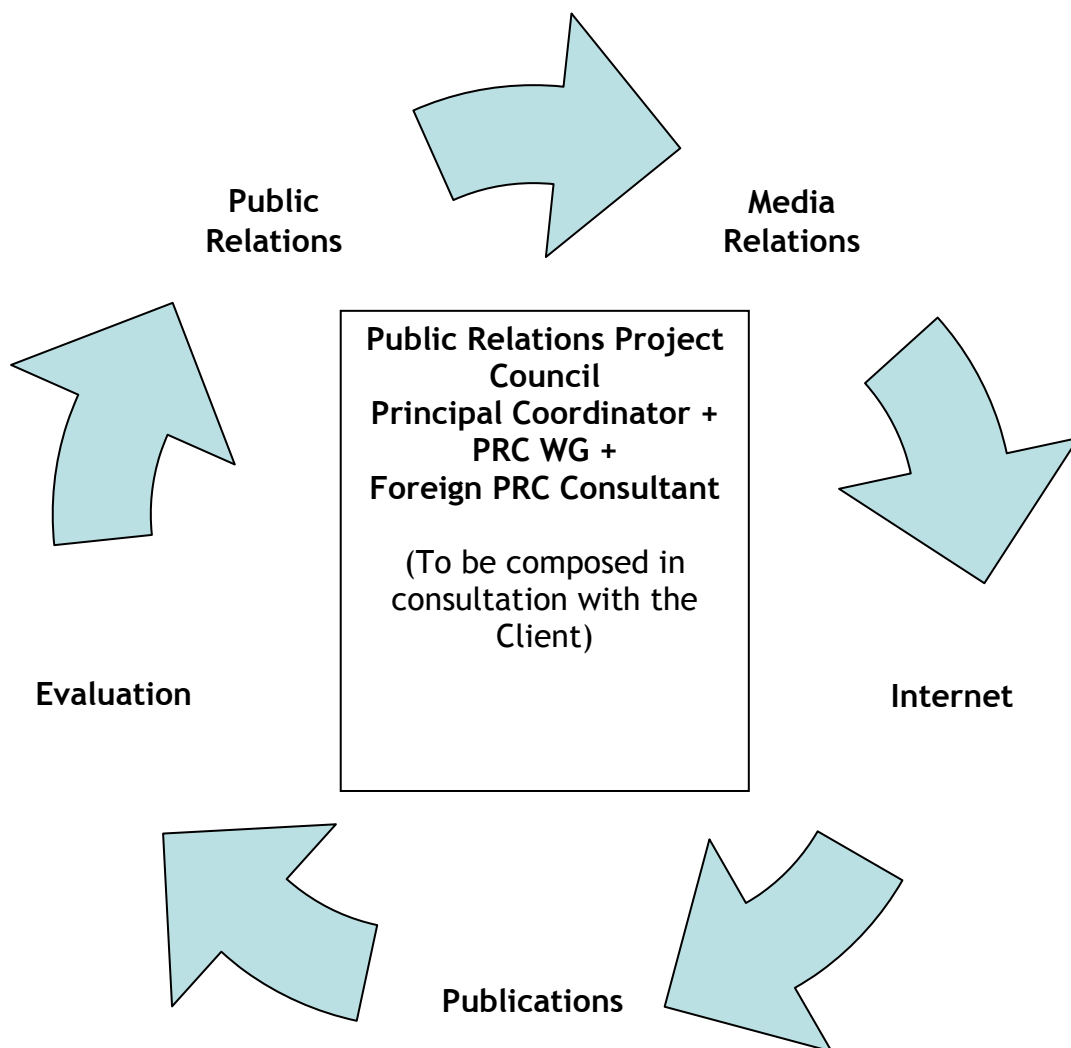 Public
Relations
Media
Relations
Public Relations Project
Council
Principal Coordinator +
PRC WG +
Foreign PRC Consultant
(To be composed in
consultation with the
Client)
Evaluation
Internet
Publications